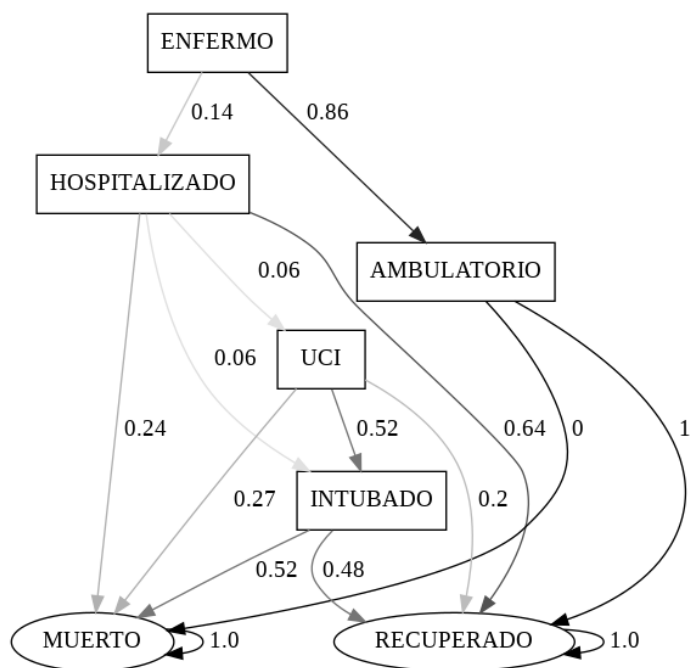 ENFERMO
0.14
0.86
HOSPITALIZADO
0.06
AMBULATORIO
0.06
UCI
0.24
0.52
0.64
0
1
0.27
INTUBADO
0.2
0.52
0.48
MUERTO
1.0
RECUPERADO
1.0